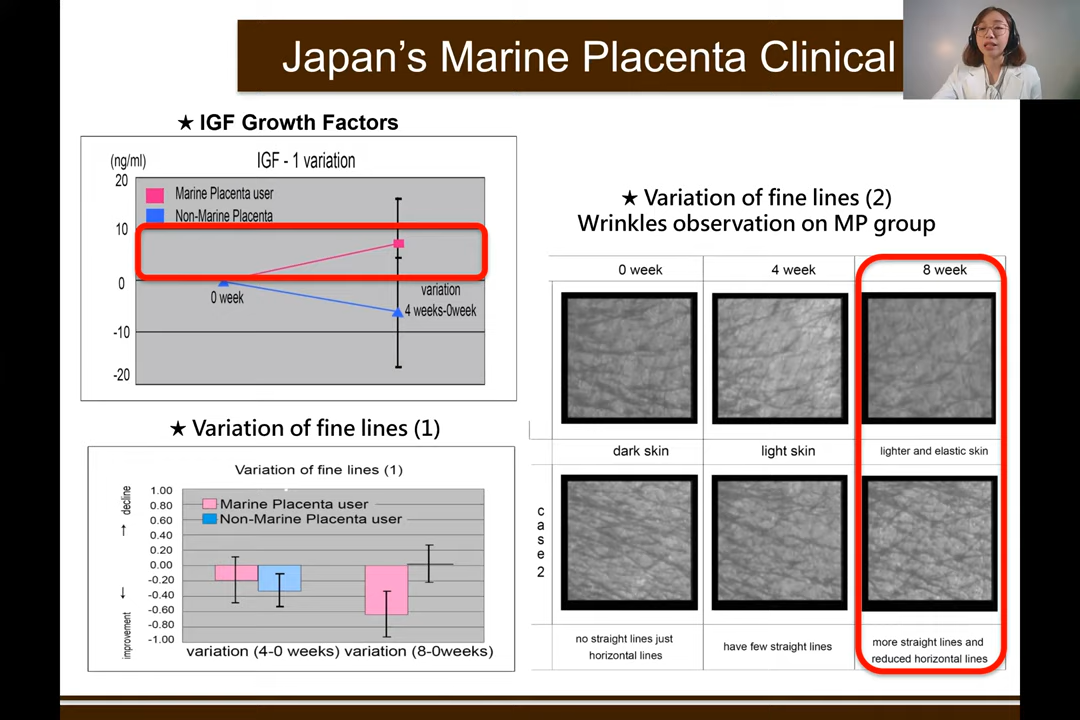 Japan's Marine Placenta Clinical
★ IGF Growth Factors
(ng/ml)
IGF - 1 variation
20
10
0
-10
-20
Marine Placenta user
Non-Marine Placenta
0 week
variation
4 weeks-0week
★ Variation of fine lines (1)
Variation of fine lines (1)
decline
improvement
1.00
0.80
0.60
0.40
0.20
0.00
-0.20
-0.40
-0.60
-0.80
-1.00
Marine Placenta user
Non-Marine Placenta user
variation (4-0 weeks)
variation (8-0weeks)
★ Variation of fine lines (2)
Wrinkles observation on MP group
0 week
4 week
8 week
dark skin
light skin
lighter and elastic skin
case 2
no straight lines just
horizontal lines
have few straight lines
more straight lines and
reduced horizontal lines